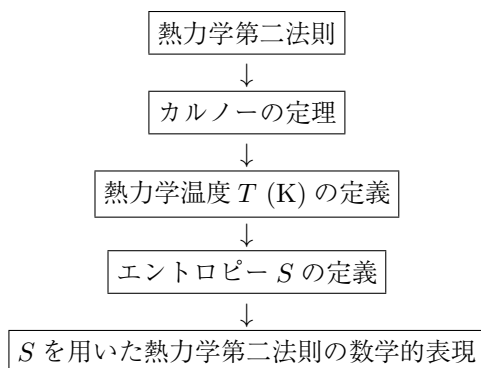 熱力学第二法則
↓
カルノーの定理
↓
熱力学温度 T (K) の定義
↓
エントロピー S の定義
↓
S を用いた熱力学第二法則の数学的表現